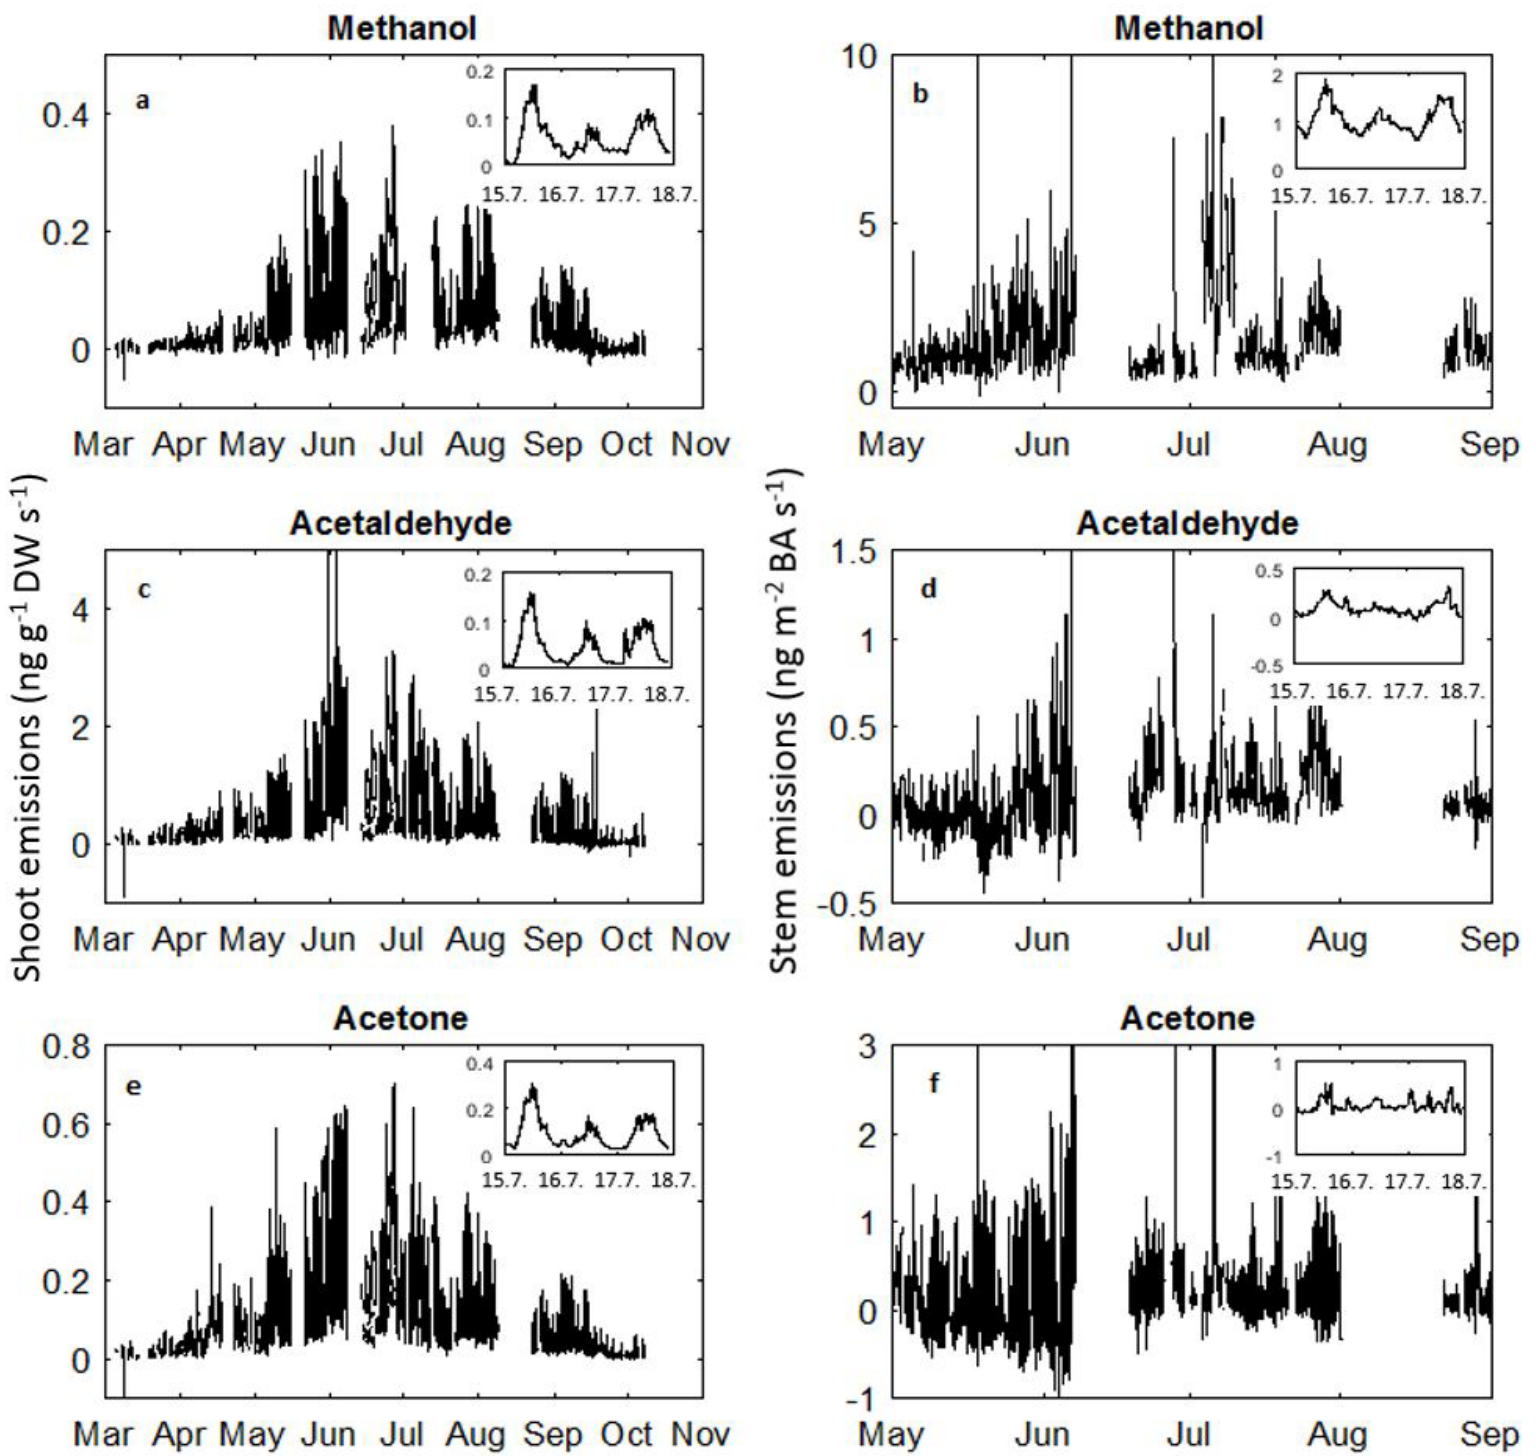 Methanol
a
0.4
0.2
0
0.2
0.1
0
15.7. 16.7. 17.7. 18.7.
Mar Apr May Jun Jul Aug Sep Oct Nov
Methanol
b
10
5
0
2
1
0
15.7. 16.7. 17.7. 18.7.
May Jun Jul Aug Sep
Shoot emissions (ng g-1 DW s-1)
Acetaldehyde
c
4
2
0
0.2
0.1
0
15.7. 16.7. 17.7. 18.7.
Mar Apr May Jun Jul Aug Sep Oct Nov
Stem emissions (ng m-2 BA s-1)
Acetaldehyde
d
1.5
1
0.5
0
-0.5
0.5
0
-0.5
15.7. 16.7. 17.7. 18.7.
May Jun Jul Aug Sep
Acetone
e
0.8
0.6
0.4
0.2
0
0.4
0.2
0
15.7. 16.7. 17.7. 18.7.
Mar Apr May Jun Jul Aug Sep Oct Nov
Acetone
f
3
2
1
0
-1
1
0
-1
15.7. 16.7. 17.7. 18.7.
May Jun Jul Aug Sep